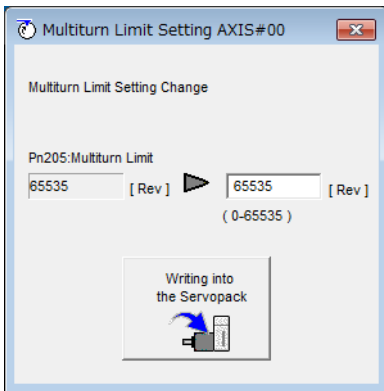 Multiturn Limit Setting AXIS#00
Multiturn Limit Setting Change
Pn205:Multiturn Limit
65535 [ Rev ] 65535 [ Rev ]
( 0-65535 )
Writing into
the Servopack